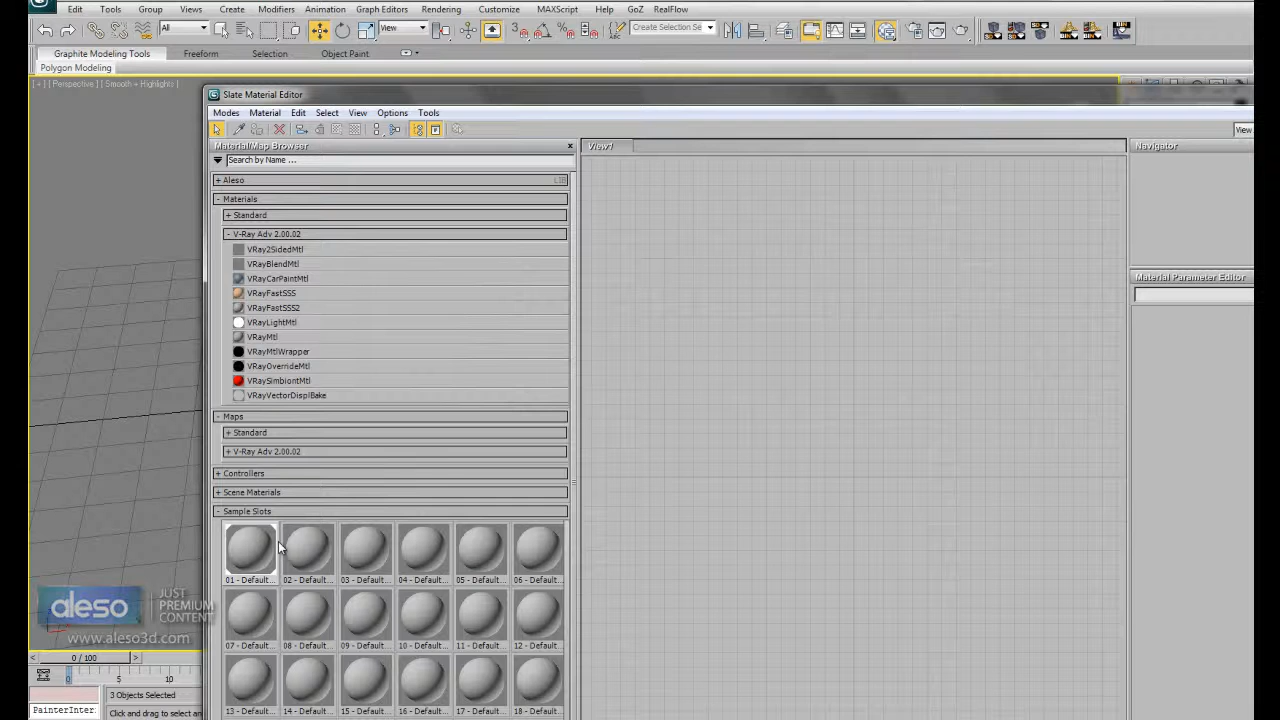 Edit Tools Group Views Create Modifiers Animation Graph Editors Rendering Customize MAXScript Help GoZ RealFlow
All View Create Selection Se
Graphite Modeling Tools Freeform Selection Object Paint
Polygon Modeling
[ + ] [ Perspective ] [ Smooth + Highlights ]
Slate Material Editor
Modes Material Edit Select View Options Tools
View
Material/Map Browser
View1
Navigator
Search by Name ...
+ Aleso LIB
- Materials
+ Standard
- V-Ray Adv 2.00.02
VRay2SidedMtl
VRayBlendMtl
VRayCarPaintMtl
VRayFastSSS
VRayFastSSS2
VRayLightMtl
VRayMtl
VRayMtlWrapper
VRayOverrideMtl
VRaySimbiontMtl
VRayVectorDisplBake
Material Parameter Editor
- Maps
+ Standard
+ V-Ray Adv 2.00.02
+ Controllers
+ Scene Materials
- Sample Slots
01 - Default... 02 - Default... 03 - Default... 04 - Default... 05 - Default... 06 - Default...
07 - Default... 08 - Default... 09 - Default... 10 - Default... 11 - Default... 12 - Default...
13 - Default... 14 - Default... 15 - Default... 16 - Default... 17 - Default... 18 - Default...
aleso
JUST
PREMIUM
CONTENT
www.aleso3d.com
< 0 / 100 >
0 5 10
3 Objects Selected
PainterInter:
Click and drag to select an